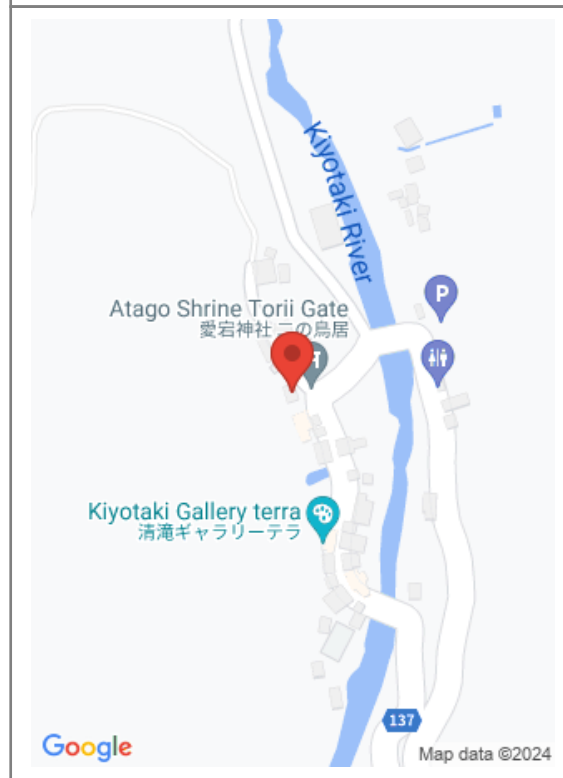 Kiyotaki River
Atago Shrine Torii Gate
愛宕神社 二の鳥居
P
Kiyotaki Gallery terra
清滝ギャラリーテラ
137
Google
Map data ©2024